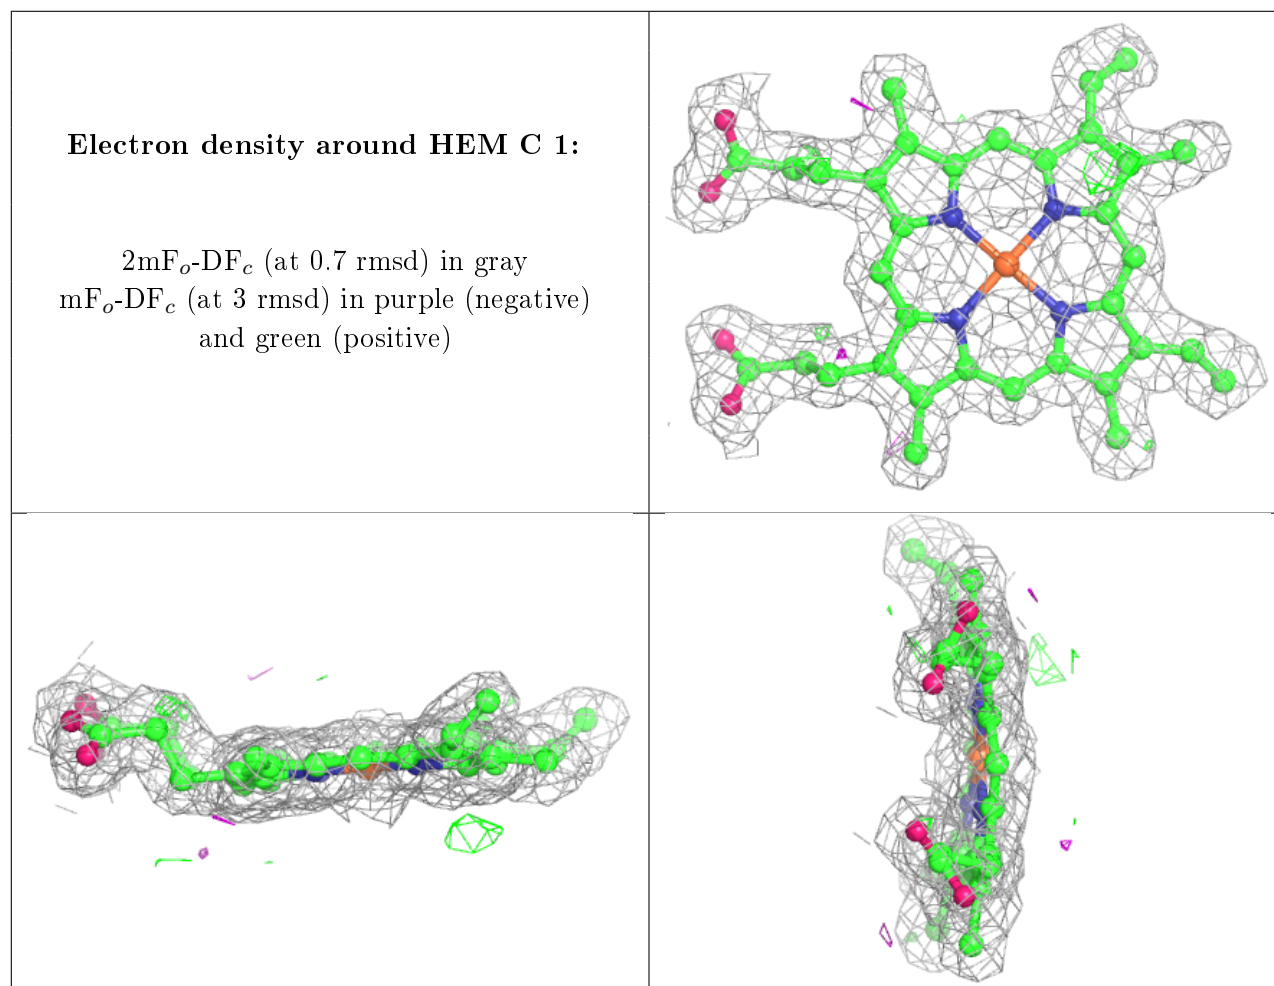 Electron density around HEM C 1:
2mFₒ-DF𝒸 (at 0.7 rmsd) in gray
mFₒ-DF𝒸 (at 3 rmsd) in purple (negative)
and green (positive)